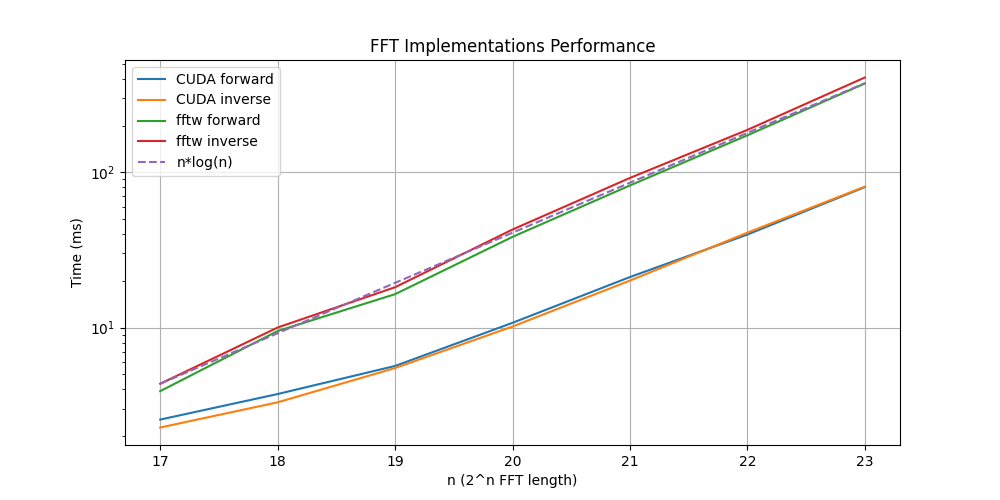 FFT Implementations Performance
CUDA forward
CUDA inverse
fftw forward
fftw inverse
n*log(n)
Time (ms)
10^2
10^1
17 18 19 20 21 22 23
n (2^n FFT length)